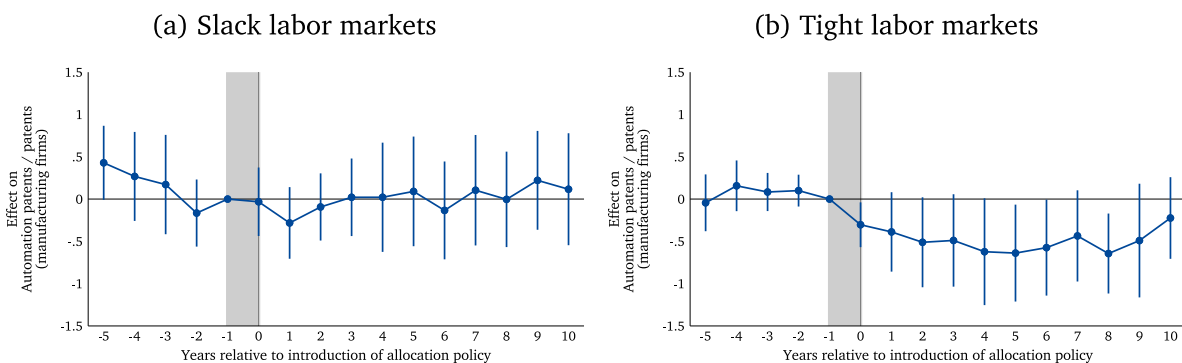 (a) Slack labor markets
Effect on
Automation patents / patents
(manufacturing firms)
1.5
1
.5
0
-.5
-1
-1.5
-5 -4 -3 -2 -1 0 1 2 3 4 5 6 7 8 9 10
Years relative to introduction of allocation policy
(b) Tight labor markets
Effect on
Automation patents / patents
(manufacturing firms)
1.5
1
.5
0
-.5
-1
-1.5
-5 -4 -3 -2 -1 0 1 2 3 4 5 6 7 8 9 10
Years relative to introduction of allocation policy